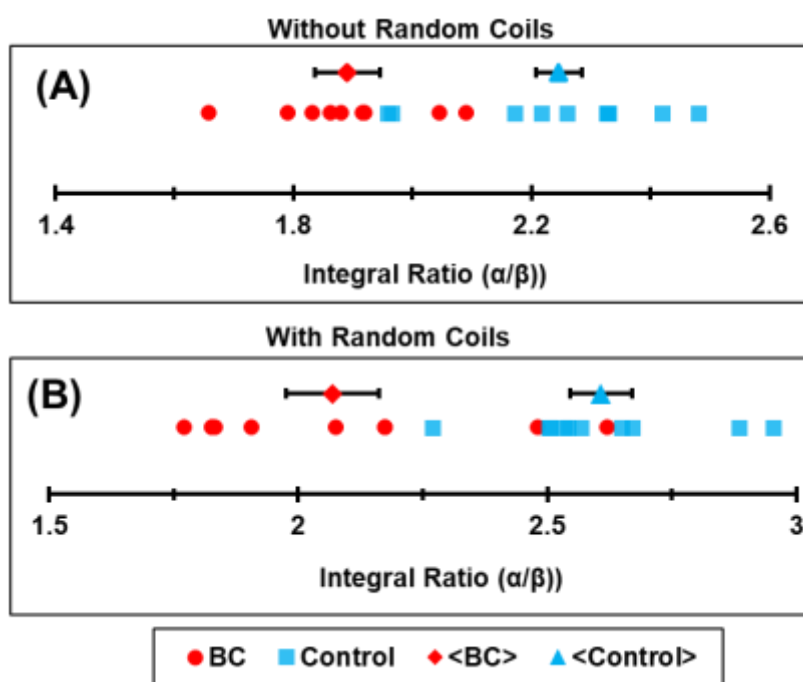 Without Random Coils
(A)
1.4 1.8 2.2 2.6
Integral Ratio (α/β))
With Random Coils
(B)
1.5 2 2.5 3
Integral Ratio (α/β))
BC Control <BC> <Control>